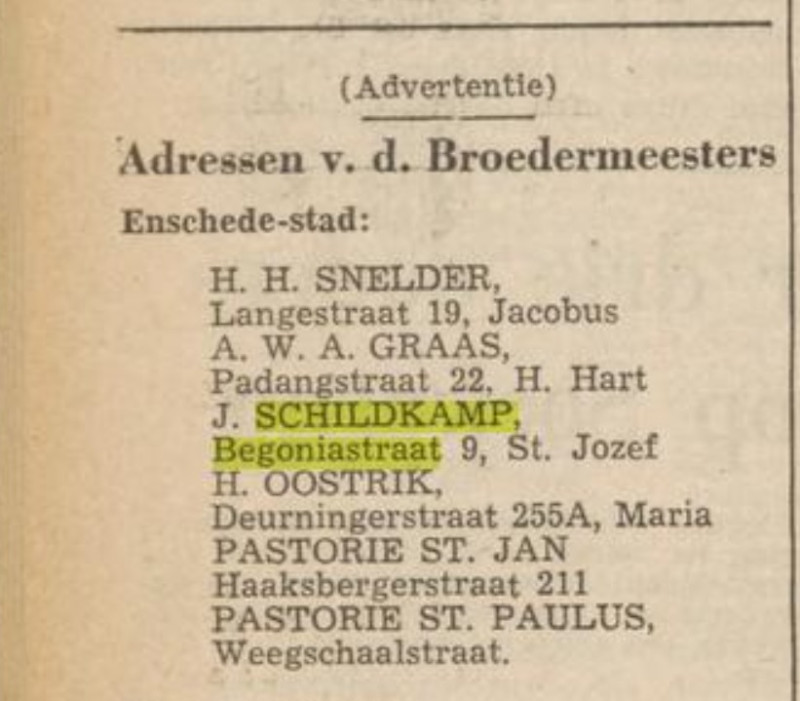 (Advertentie)
Adressen v. d. Broedermeesters
Enschede-stad:
H. H. SNELDER,
Langestraat 19, Jacobus
A. W. A. GRAAS,
Padangstraat 22, H. Hart
J. SCHILDKAMP,
Begoniastraat 9, St. Jozef
H. OOSTRIK,
Deurningerstraat 255A, Maria
PASTORIE ST. JAN
Haaksbergerstraat 211
PASTORIE ST. PAULUS,
Weegschaalstraat.